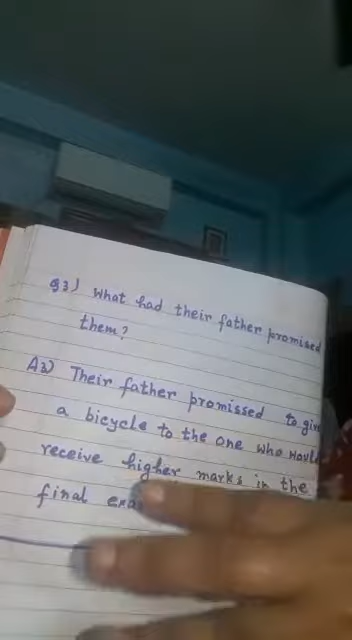 Q3) What had their father promised
them?
A3) Their father promissed to give
a bicycle to the one who would
receive higher marks in the
final